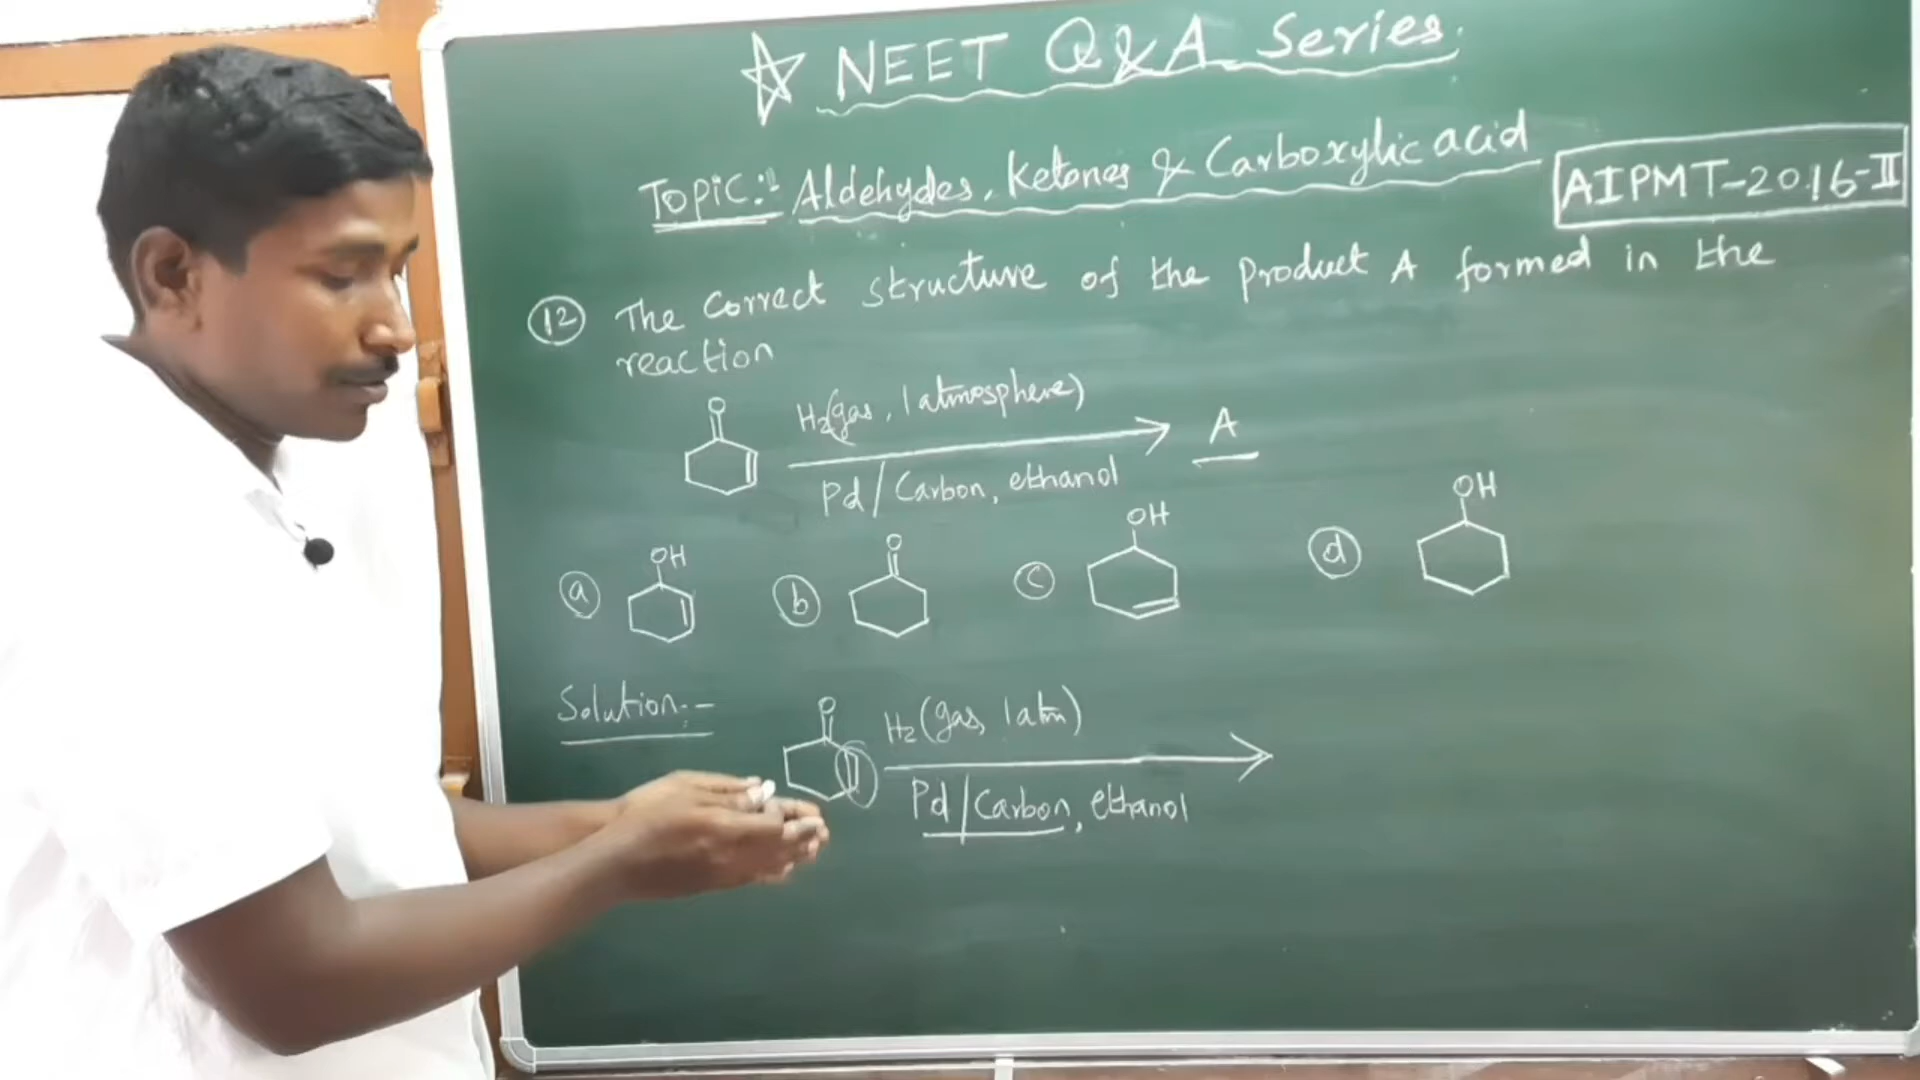 NEET Q&A Series.
Topic:- Aldehydes, Ketones & Carboxylic acid
AIPMT-2016-II
12 The correct structure of the product A formed in the
reaction
O
H2(gas, 1 atmosphere)
Pd/Carbon, ethanol
A
a OH
b O
c OH
d OH
Solution:-
O
H2(gas, 1atm)
Pd/Carbon, ethanol